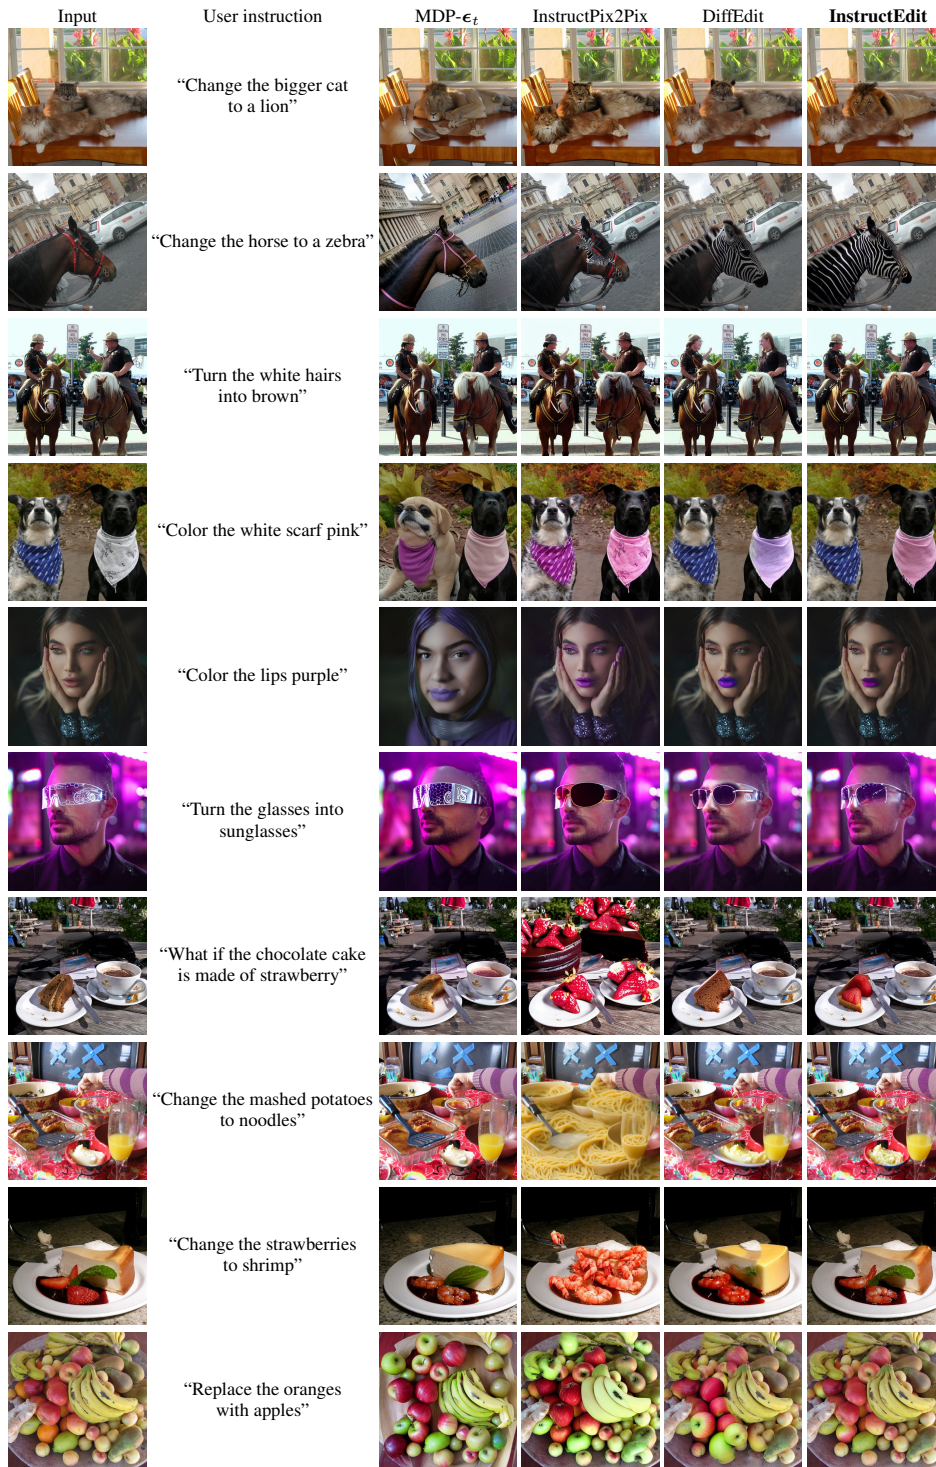 Input User instruction MDP-ϵₜ InstructPix2Pix DiffEdit InstructEdit
“Change the bigger cat
to a lion”
“Change the horse to a zebra”
“Turn the white hairs
into brown”
“Color the white scarf pink”
“Color the lips purple”
“Turn the glasses into
sunglasses”
“What if the chocolate cake
is made of strawberry”
“Change the mashed potatoes
to noodles”
“Change the strawberries
to shrimp”
“Replace the oranges
with apples”